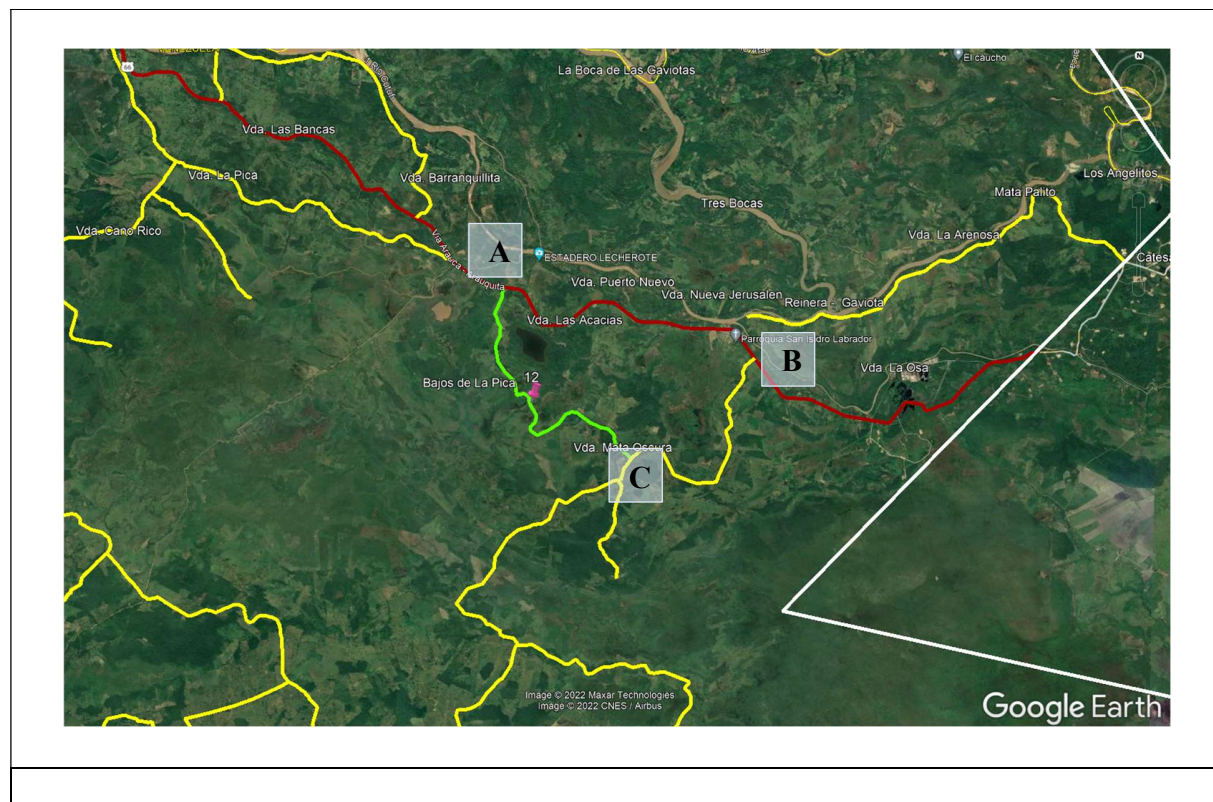 66
El caucho
N
La Boca de Las Gaviotas
Vda. Las Bancas
Vda. La Pica
Vda. Barranquillita
Los Angelitos
Mata Palito
Tres Bocas
Vda. Cano Rico
Vda. La Arenosa
A
ESTADERO LECHEROTE
Vda. Puerto Nuevo
Vda. Nueva Jerusalen
Reinera - "Gaviota
Vda. Las Acacias
Parroquia San Isidro Labrador
B
Vda. La Osa
Bajos de La Pica
12
Vda. Mata Oscura
C
Image © 2022 Maxar Technologies
Image © 2022 CNES / Airbus
Google Earth